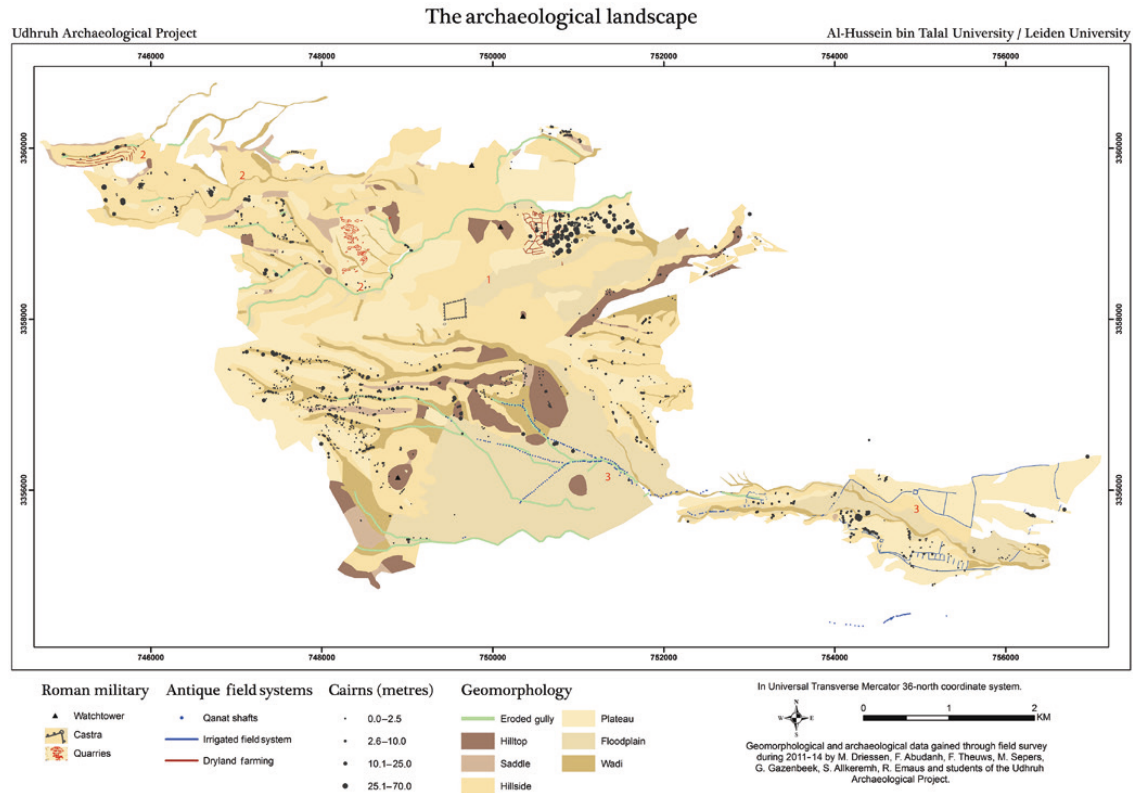 The archaeological landscape
Udhruh Archaeological Project
Al-Hussein bin Talal University / Leiden University
746000 748000 750000 752000 754000 756000
3360000 3360000
2
2
2
1
3358000 3358000
3
3356000 3356000
3
746000 748000 750000 752000 754000 756000
Roman military
Watchtower
Castra
Quarries
Antique field systems
Qanat shafts
Irrigated field system
Dryland farming
Cairns (metres)
0.0–2.5
2.6–10.0
10.1–25.0
25.1–70.0
Geomorphology
Eroded gully
Hilltop
Saddle
Hillside
Plateau
Floodplain
Wadi
In Universal Transverse Mercator 36-north coordinate system.
N
W E
S
0 1 2
KM
Geomorphological and archaeological data gained through field survey
during 2011–14 by M. Driessen, F. Abudanh, F. Theuws, M. Sepers,
G. Gazenbeek, S. Allkeremh, R. Emaus and students of the Udhruh
Archaeological Project.